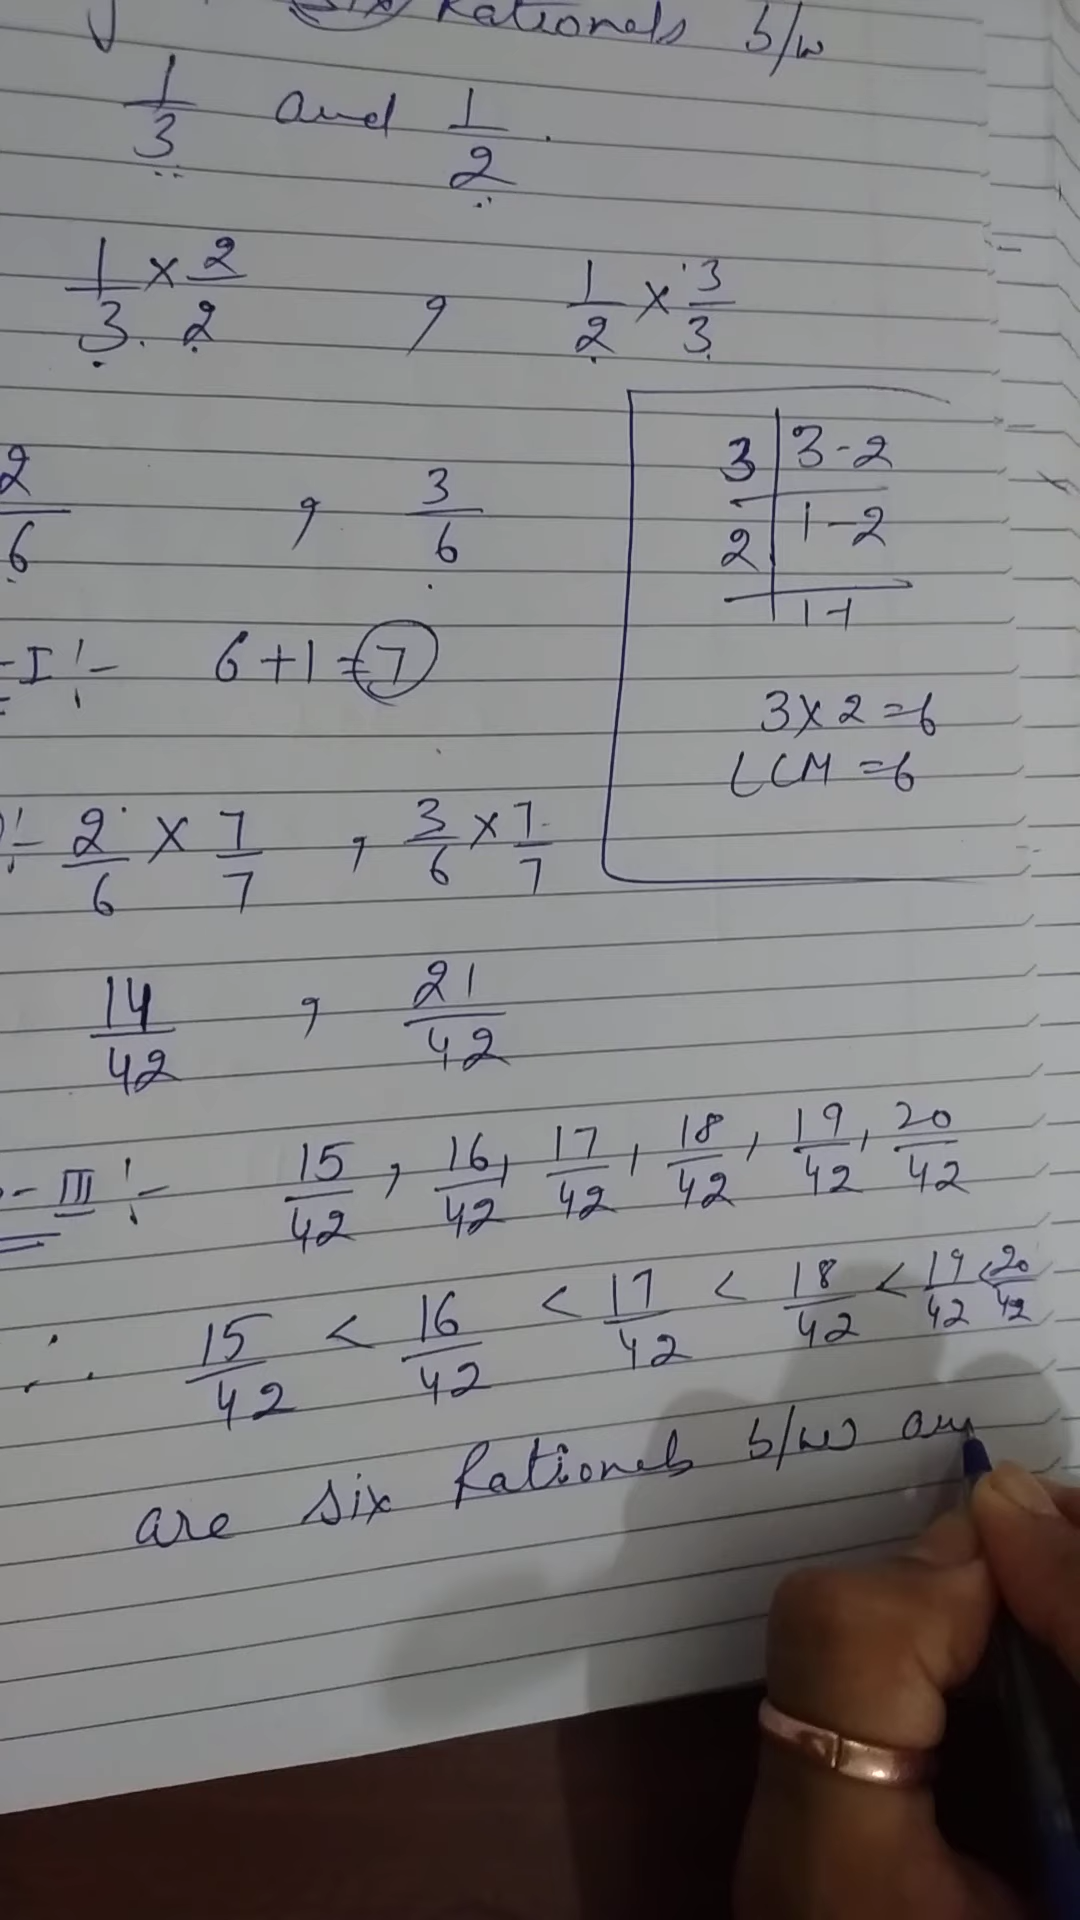 Six Rationals b/w
1/3 and 1/2.
1/3 × 2/2 , 1/2 × 3/3
2/6 , 3/6
3 | 3-2
2 | 1-2
1-1
3×2=6
LCM=6
-I :- 6+1=7
:- 2/6 × 7/7 , 3/6 × 7/7
14/42 , 21/42
-III :- 15/42, 16/42, 17/42, 18/42, 19/42, 20/42
∴ 15/42 < 16/42 < 17/42 < 18/42 < 19/42 < 20/42
are six Rationals b/w